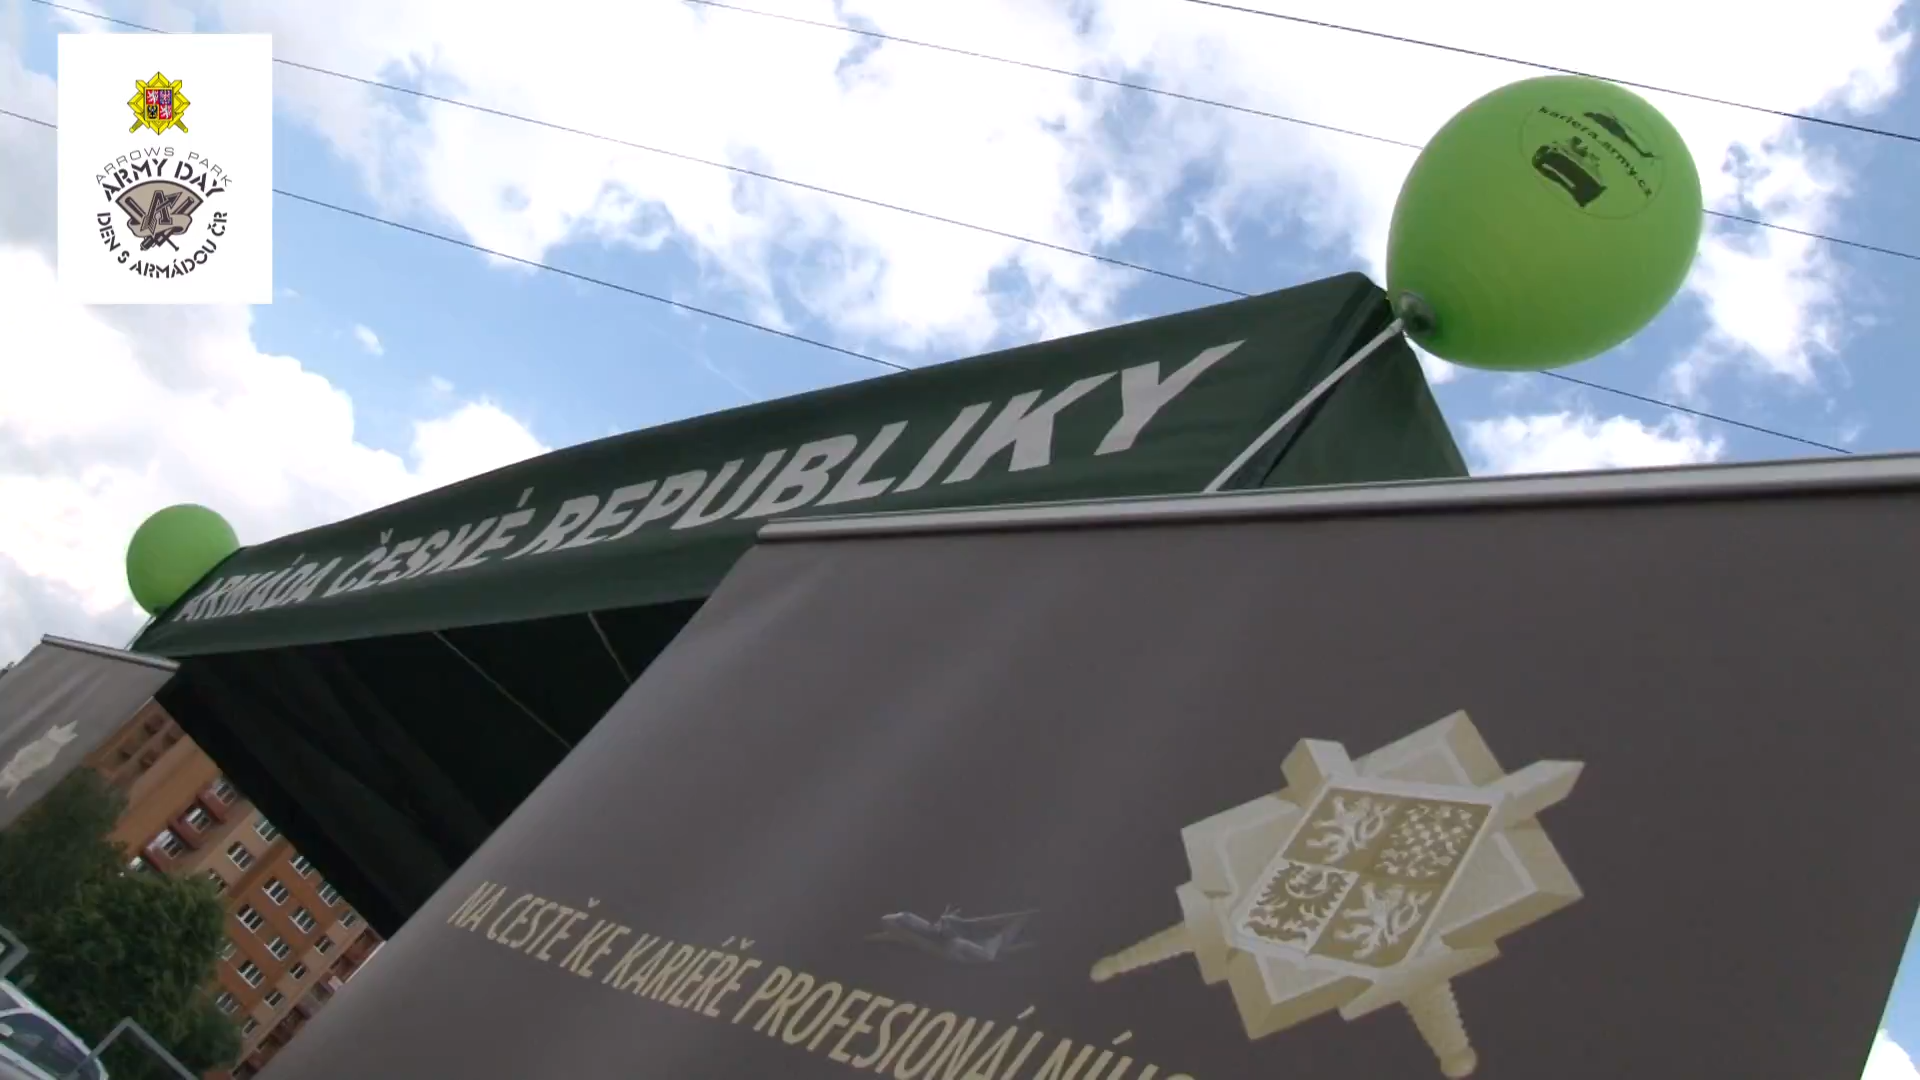 ARROWS PARK
ARMY DAY
DEN S ARMÁDOU ČR
kariera.army.cz
ARMÁDA ČESKÉ REPUBLIKY
NA CESTĚ KE KARIÉŘE PROFESIONÁLNÍHO